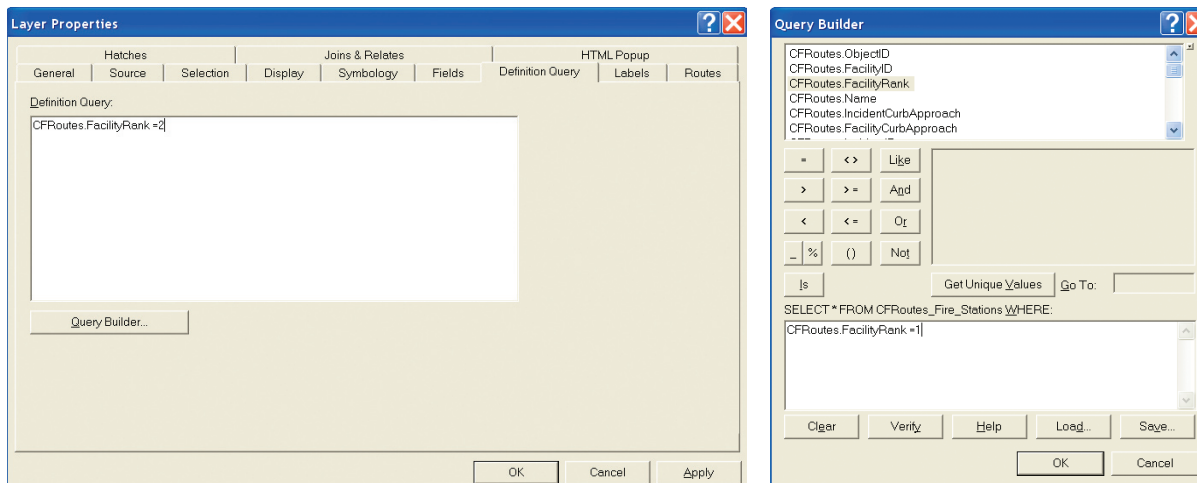 Layer Properties
Hatches Joins & Relates HTML Popup
General Source Selection Display Symbology Fields Definition Query Labels Routes
Definition Query:
CFRoutes.FacilityRank =2
Query Builder...
OK Cancel Apply
Query Builder
CFRoutes.ObjectID
CFRoutes.FacilityID
CFRoutes.FacilityRank
CFRoutes.Name
CFRoutes.IncidentCurbApproach
CFRoutes.FacilityCurbApproach
= <> Like
> >= And
< <= Or
_ % () Not
Is Get Unique Values Go To:
SELECT * FROM CFRoutes_Fire_Stations WHERE:
CFRoutes.FacilityRank =1
Clear Verify Help Load... Save...
OK Cancel